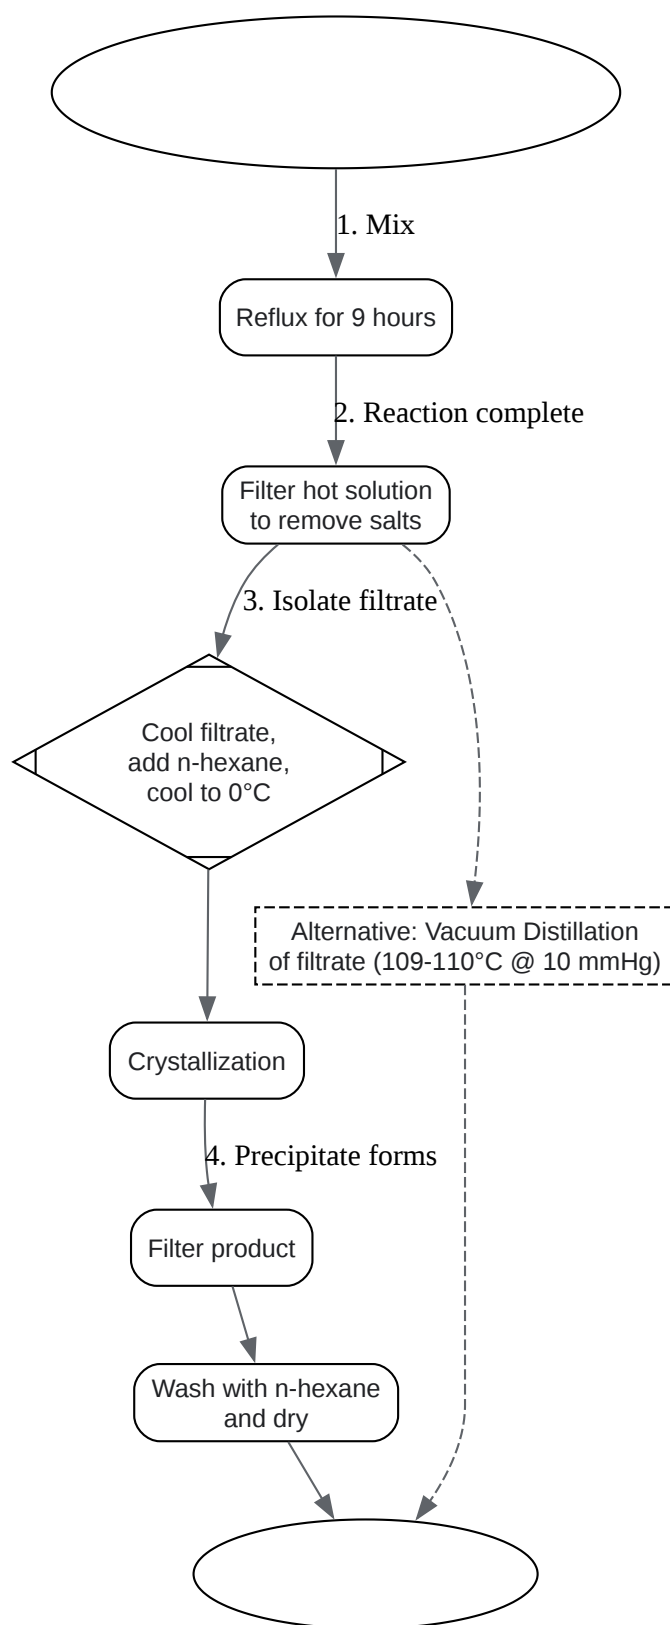 1. Mix
Reflux for 9 hours
2. Reaction complete
Filter hot solution
to remove salts
3. Isolate filtrate
Cool filtrate,
add n-hexane,
cool to 0°C
Alternative: Vacuum Distillation
of filtrate (109-110°C @ 10 mmHg)
Crystallization
4. Precipitate forms
Filter product
Wash with n-hexane
and dry